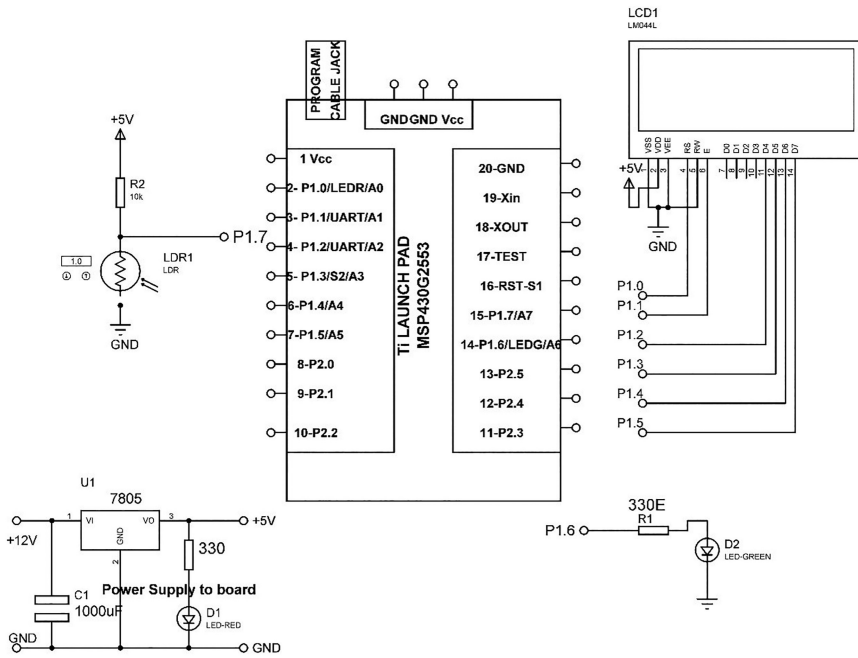 LCD1
LM044L
PROGRAM
CABLE JACK
GND GND Vcc
+5V
R2
10k
P1.7
LDR1
LDR
1.0
GND
1 Vcc
2- P1.0/LEDR/A0
3- P1.1/UART/A1
4- P1.2/UART/A2
5- P1.3/S2/A3
6-P1.4/A4
7-P1.5/A5
8-P2.0
9-P2.1
10-P2.2
Ti LAUNCH PAD
MSP430G2553
20-GND
19-Xin
18-XOUT
17-TEST
16-RST-S1
15-P1.7/A7
14-P1.6/LEDG/A6
13-P2.5
12-P2.4
11-P2.3
VSS VDD VEE RS RW E D0 D1 D2 D3 D4 D5 D6 D7
1 2 3 4 5 6 7 8 9 10 11 12 13 14
+5V
GND
P1.0
P1.1
P1.2
P1.3
P1.4
P1.5
U1
7805
1 VI VO 3
GND
2
+12V
+5V
330
Power Supply to board
C1
1000uF
D1
LED-RED
GND
GND
330E
R1
P1.6
D2
LED-GREEN